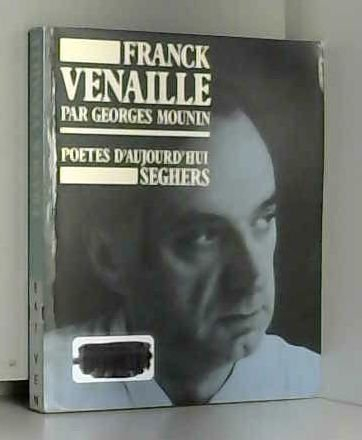 FRANCK
VENAILLE
PAR GEORGES MOUNIN
POETES D'AUJOURD'HUI
SEGHERS